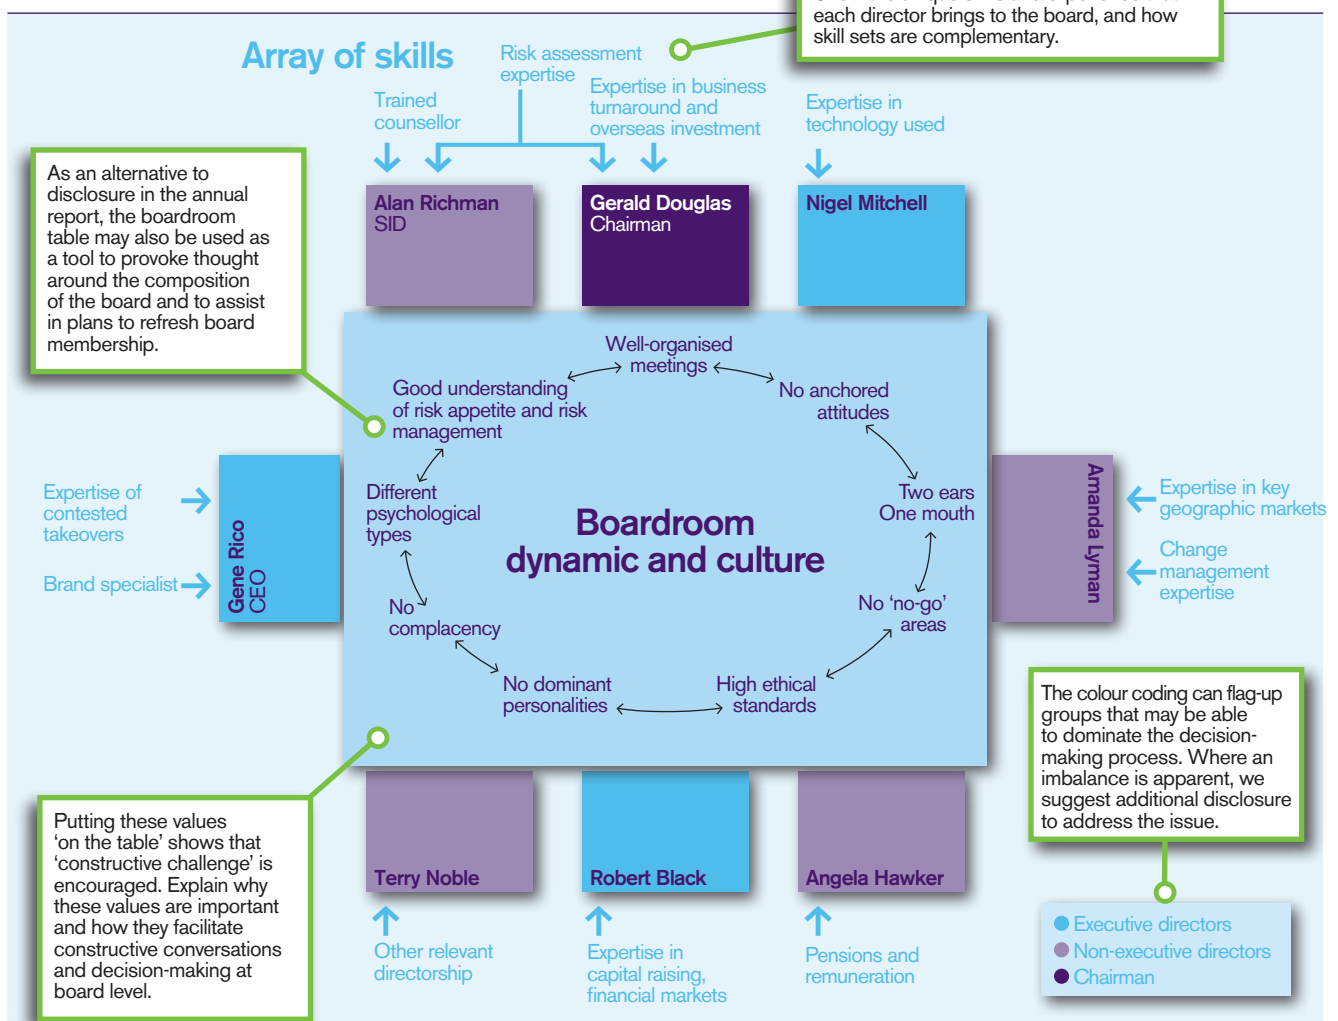 each director brings to the board, and how
skill sets are complementary.
Array of skills
Risk assessment
expertise
Trained
counsellor
Expertise in business
turnaround and
overseas investment
Expertise in
technology used
As an alternative to
disclosure in the annual
report, the boardroom
table may also be used as
a tool to provoke thought
around the composition
of the board and to assist
in plans to refresh board
membership.
Alan Richman
SID
Gerald Douglas
Chairman
Nigel Mitchell
Well-organised
meetings
Good understanding
of risk appetite and risk
management
No anchored
attitudes
Different
psychological
types
Two ears
One mouth
Boardroom
dynamic and culture
No
complacency
No ‘no-go’
areas
No dominant
personalities
High ethical
standards
Expertise of
contested
takeovers
Brand specialist
Gene Rico
CEO
Amanda Lyman
Expertise in key
geographic markets
Change
management
expertise
The colour coding can flag-up
groups that may be able
to dominate the decision-
making process. Where an
imbalance is apparent, we
suggest additional disclosure
to address the issue.
Putting these values
‘on the table’ shows that
‘constructive challenge’ is
encouraged. Explain why
these values are important
and how they facilitate
constructive conversations
and decision-making at
board level.
Terry Noble
Robert Black
Angela Hawker
Other relevant
directorship
Expertise in
capital raising,
financial markets
Pensions and
remuneration
Executive directors
Non-executive directors
Chairman